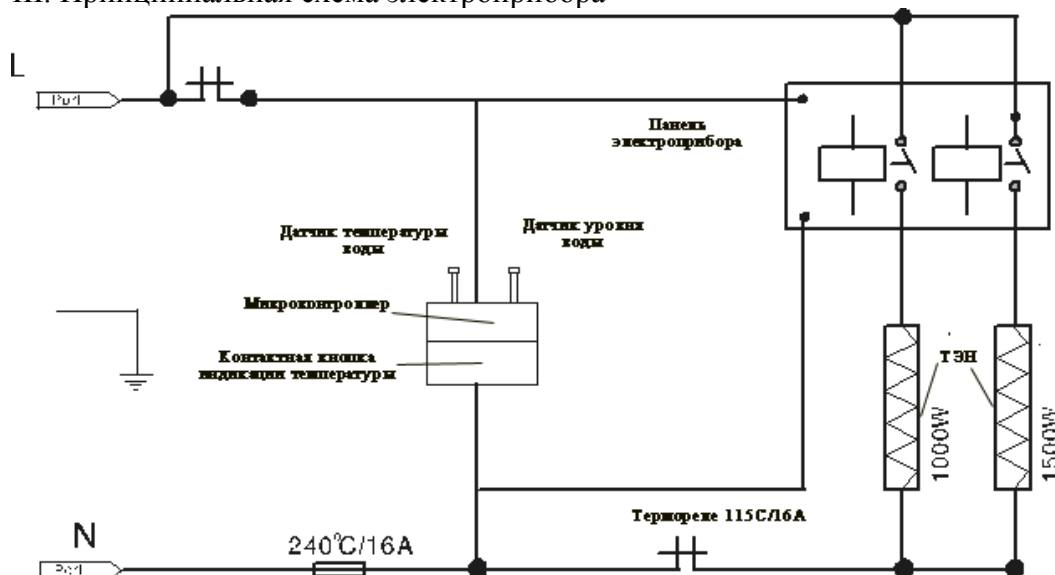 III. Принципиальная схема электроприбора
L
Панель
электроприбора
Датчик температуры
воды
Датчик уровня
воды
Микроконтроллер
Контактная кнопка
индикации температуры
ТЭН
1000W
1500W
Термореле 115С/16А
N
240°C/16A